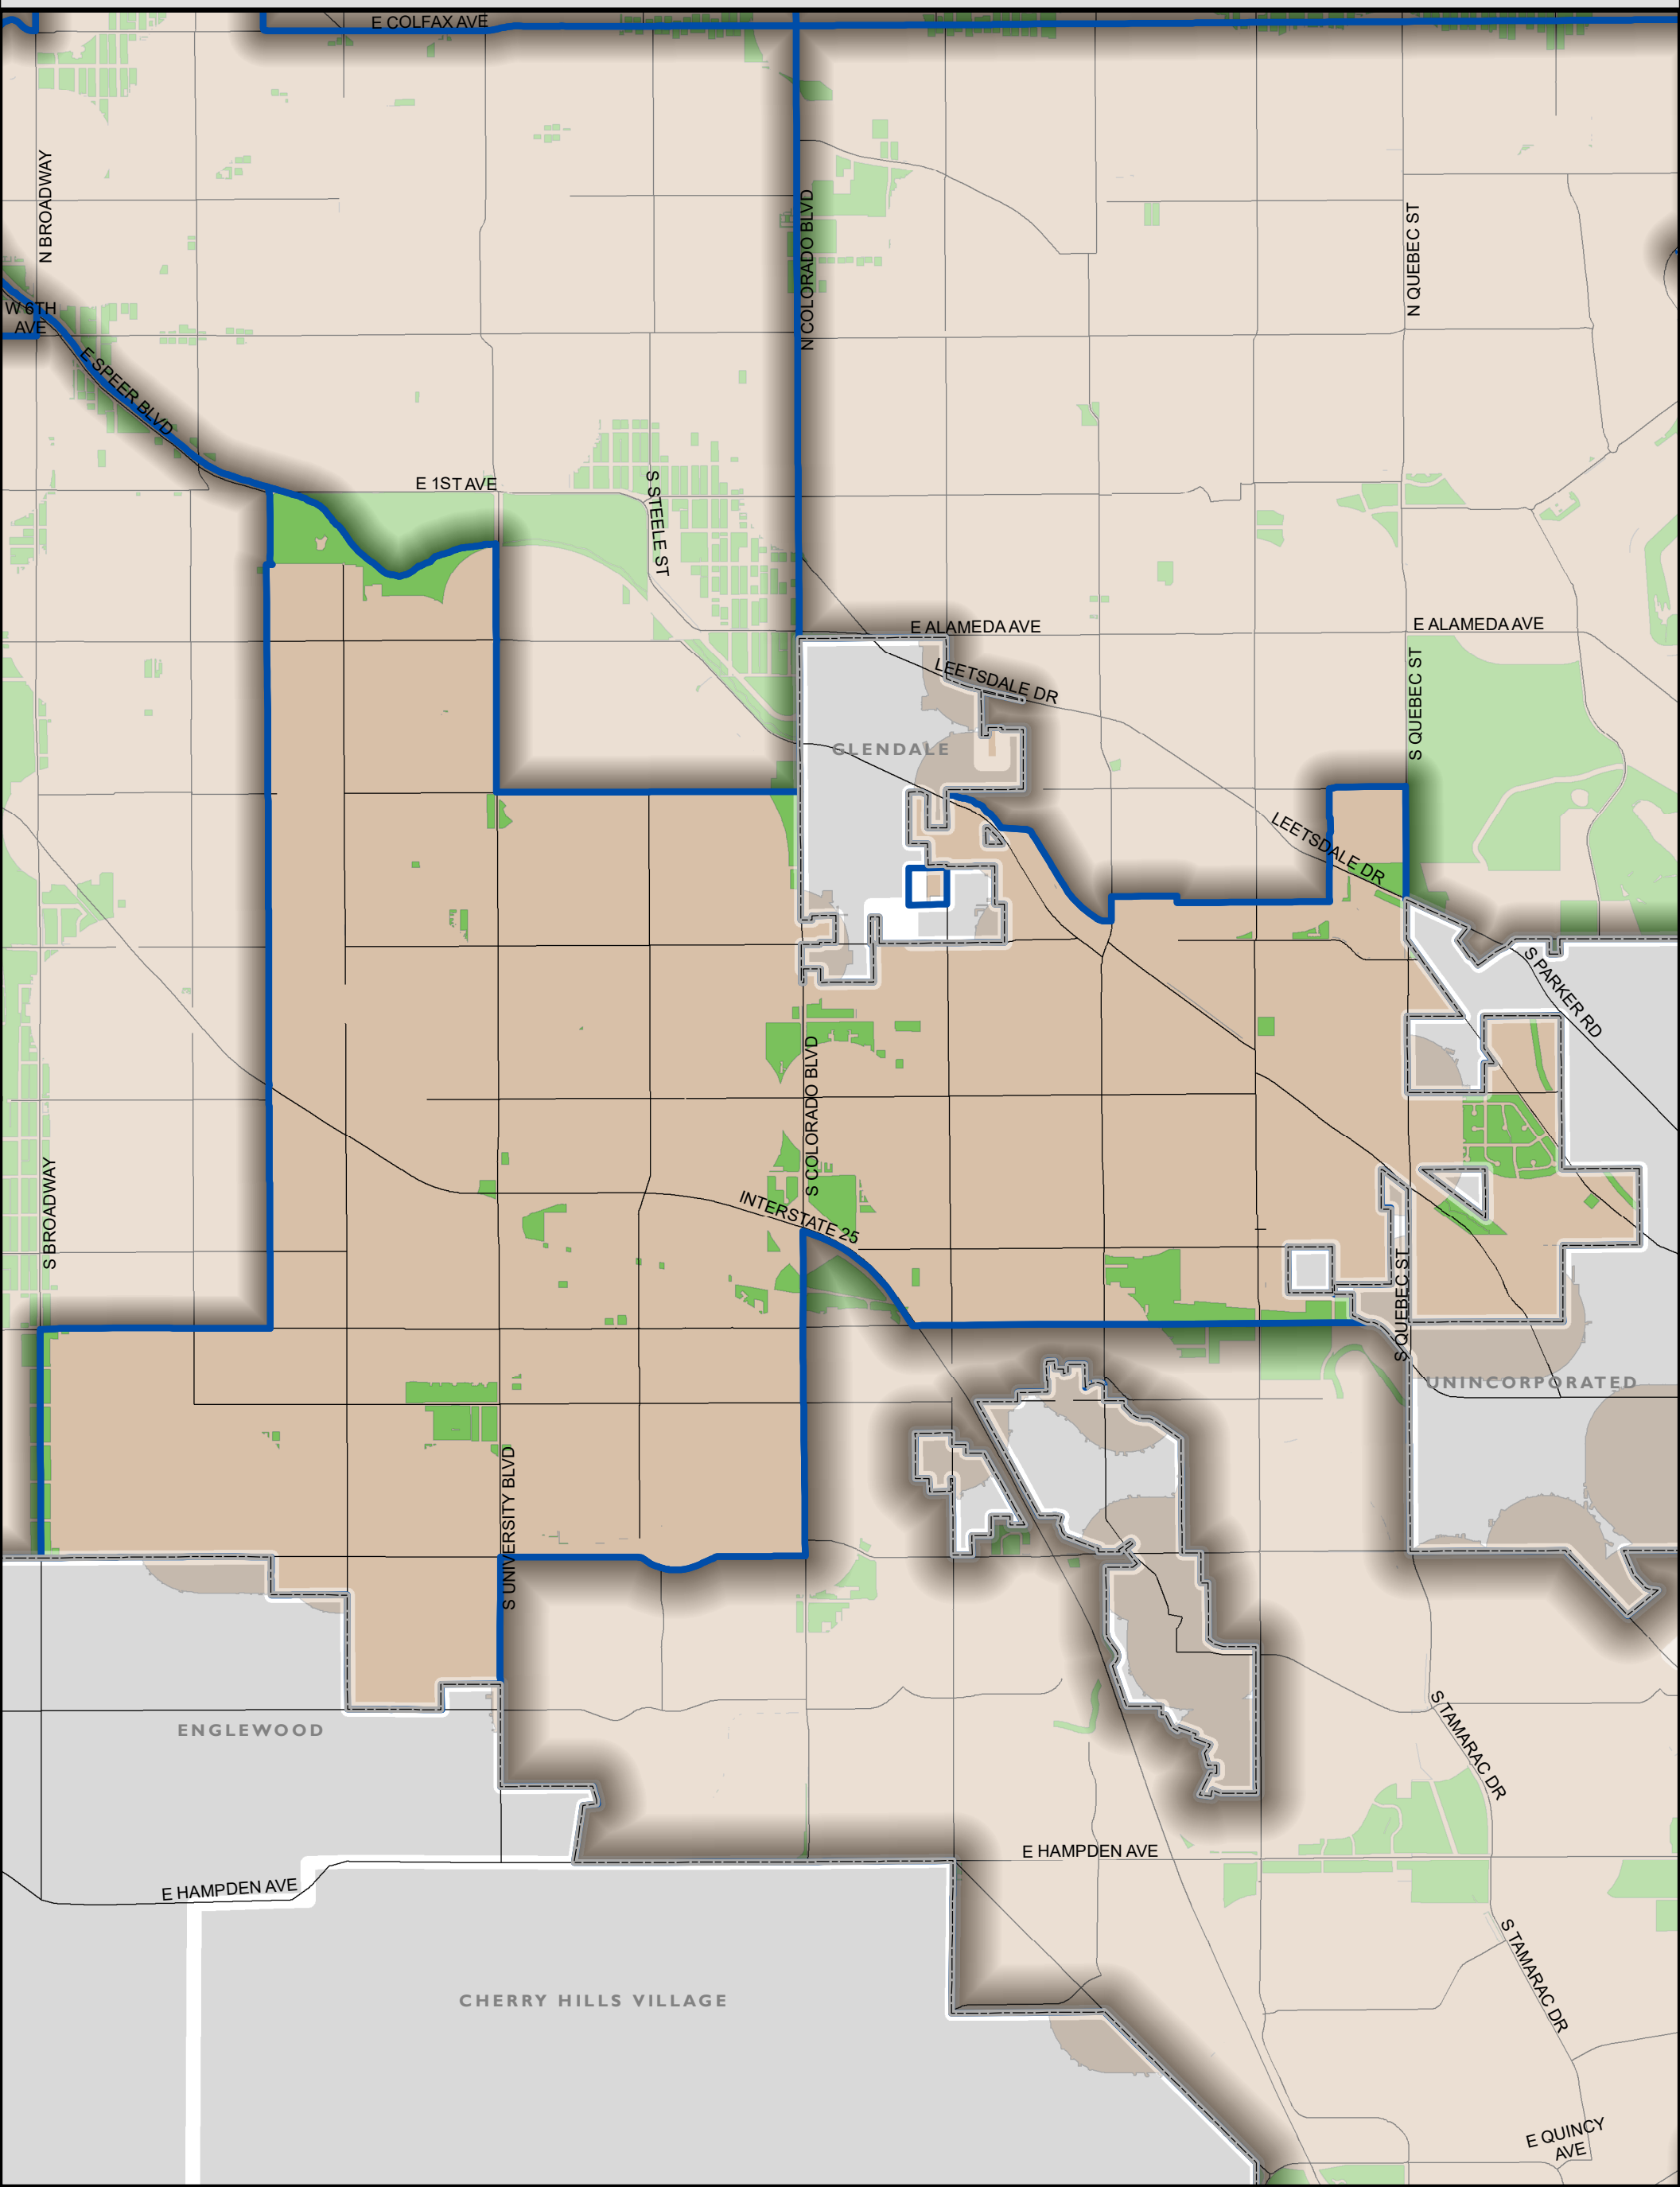 E COLFAX AVE
N BROADWAY
N COLORADO BLVD
N QUEBEC ST
W 6TH
AVE
E SPEER BLVD
E 1ST AVE
S STEELE ST
E ALAMEDA AVE
E ALAMEDA AVE
LEETSDALE DR
S QUEBEC ST
GLENDALE
LEETSDALE DR
S PARKER RD
S COLORADO BLVD
S BROADWAY
INTERSTATE 25
S QUEBEC ST
UNINCORPORATED
S UNIVERSITY BLVD
ENGLEWOOD
S TAMARAC DR
E HAMPDEN AVE
E HAMPDEN AVE
S TAMARAC DR
CHERRY HILLS VILLAGE
E QUINCY
AVE